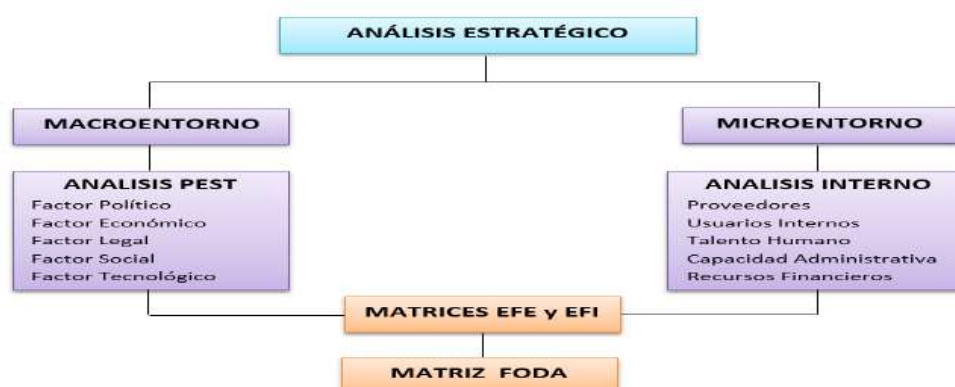 ANÁLISIS ESTRATÉGICO
MACROENTORNO
MICROENTORNO
ANALISIS PEST
Factor Político
Factor Económico
Factor Legal
Factor Social
Factor Tecnológico
ANALISIS INTERNO
Proveedores
Usuarios Internos
Talento Humano
Capacidad Administrativa
Recursos Financieros
MATRICES EFE y EFI
MATRIZ FODA